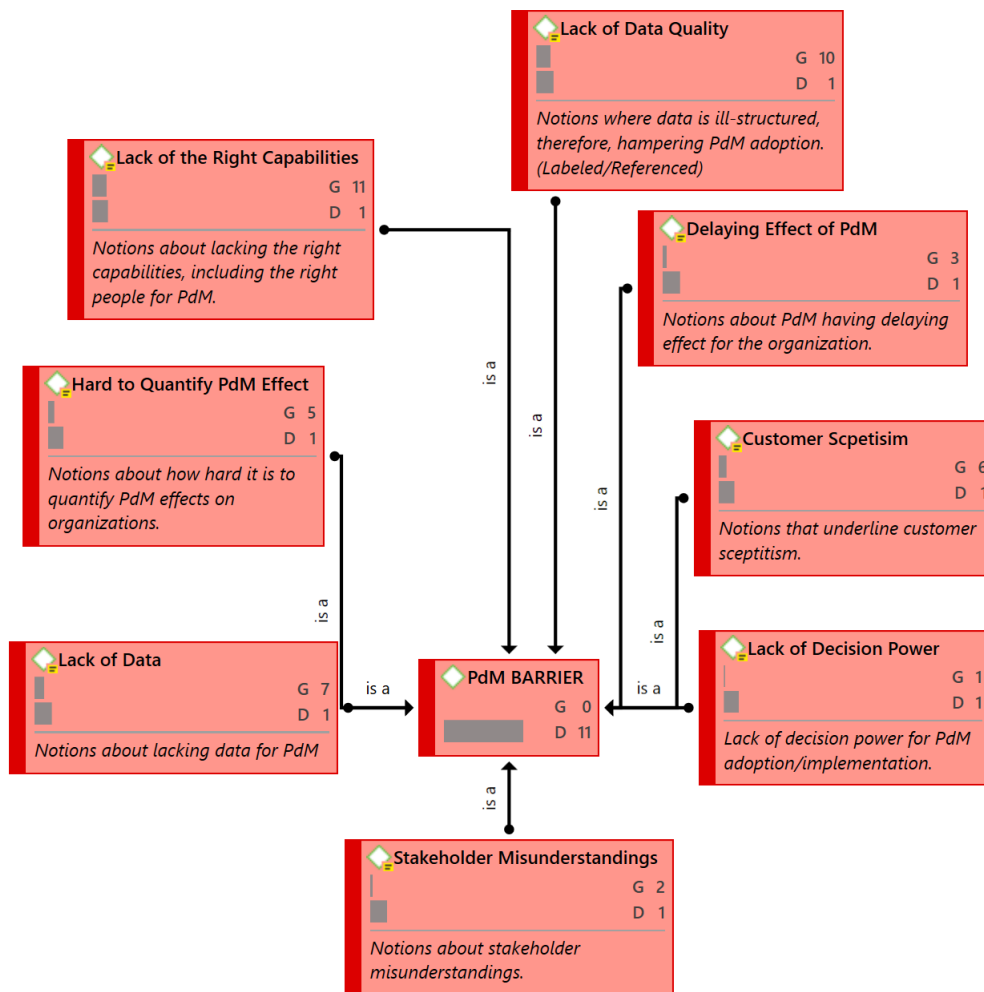 Lack of Data Quality
G 10
D 1
Notions where data is ill-structured,
therefore, hampering PdM adoption.
(Labeled/Referenced)
Lack of the Right Capabilities
G 11
D 1
Notions about lacking the right
capabilities, including the right
people for PdM.
Delaying Effect of PdM
G 3
D 1
Notions about PdM having delaying
effect for the organization.
is a
is a
is a
Hard to Quantify PdM Effect
G 5
D 1
Notions about how hard it is to
quantify PdM effects on
organizations.
Customer Scpetisim
G 6
D 1
Notions that underline customer
sceptitism.
is a
is a
Lack of Data
G 7
D 1
Notions about lacking data for PdM
is a
PdM BARRIER
G 0
D 11
is a
Lack of Decision Power
G 1
D 1
Lack of decision power for PdM
adoption/implementation.
is a
Stakeholder Misunderstandings
G 2
D 1
Notions about stakeholder
misunderstandings.